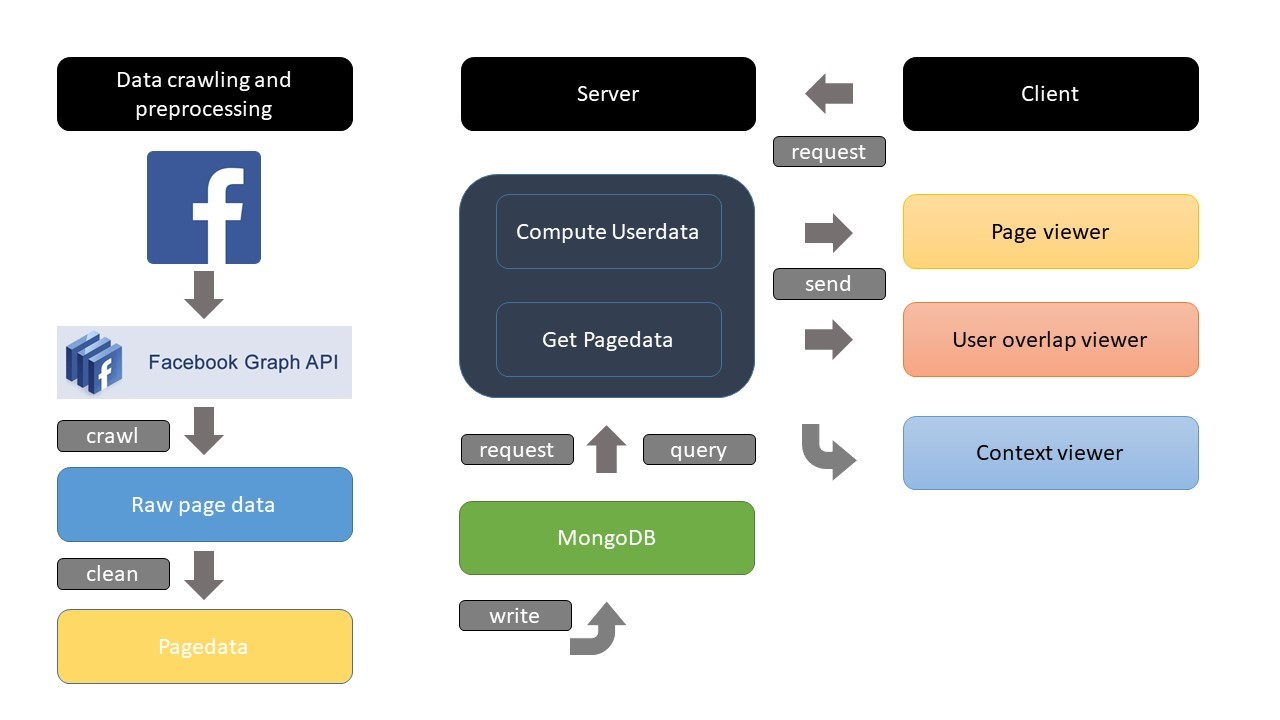 Data crawling and
preprocessing
Facebook Graph API
crawl
Raw page data
clean
Pagedata
Server
Compute Userdata
Get Pagedata
request
query
MongoDB
write
request
send
Client
Page viewer
User overlap viewer
Context viewer